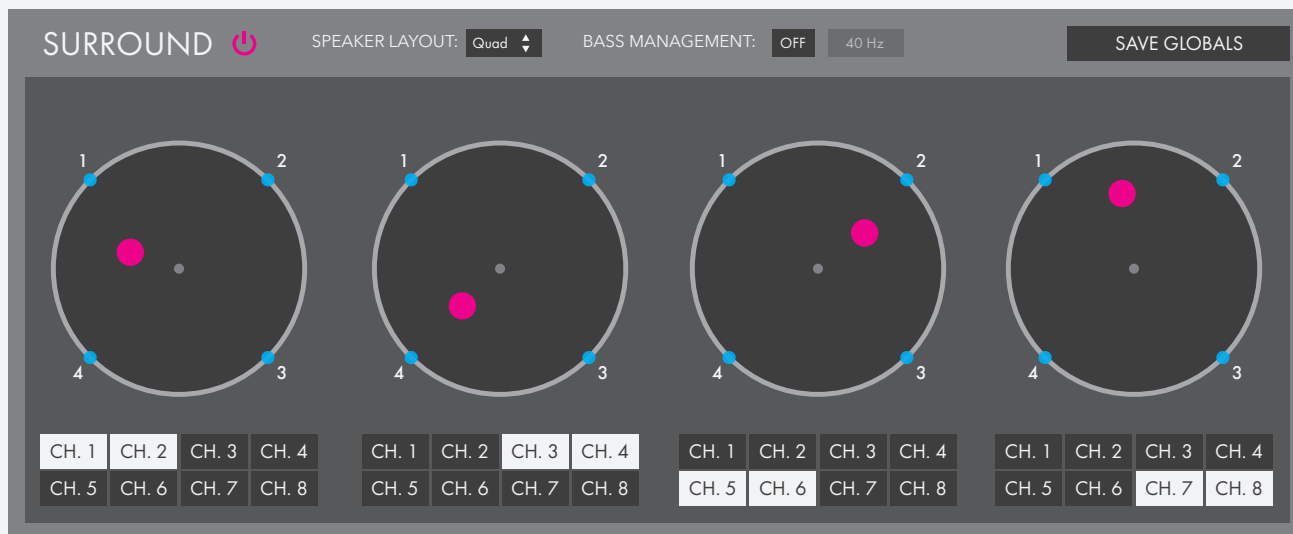 SURROUND SPEAKER LAYOUT: Quad BASS MANAGEMENT: OFF 40 Hz SAVE GLOBALS
1 2 1 2 1 2 1 2
4 3 4 3 4 3 4 3
CH. 1 CH. 2 CH. 3 CH. 4 CH. 1 CH. 2 CH. 3 CH. 4 CH. 1 CH. 2 CH. 3 CH. 4 CH. 1 CH. 2 CH. 3 CH. 4
CH. 5 CH. 6 CH. 7 CH. 8 CH. 5 CH. 6 CH. 7 CH. 8 CH. 5 CH. 6 CH. 7 CH. 8 CH. 5 CH. 6 CH. 7 CH. 8